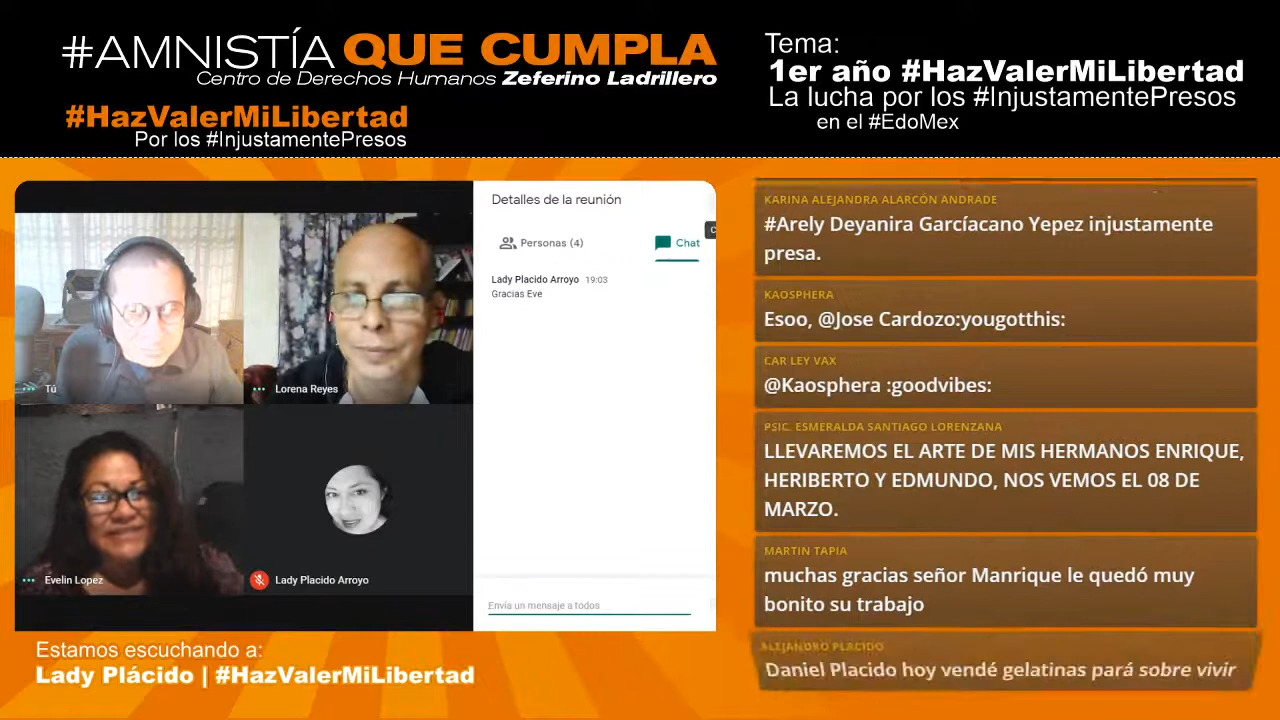 #AMNISTÍA QUE CUMPLA
Centro de Derechos Humanos Zeferino Ladrillero
#HazValerMiLibertad
Por los #InjustamentePresos
Tema:
1er año #HazValerMiLibertad
La lucha por los #InjustamentePresos
en el #EdoMex
Detalles de la reunión
Personas (4)
Chat
Lady Placido Arroyo 19:03
Gracias Eve
Tú
Lorena Reyes
Evelin Lopez
Lady Placido Arroyo
Envía un mensaje a todos
Estamos escuchando a:
Lady Plácido | #HazValerMiLibertad
KARINA ALEJANDRA ALARCÓN ANDRADE
#Arely Deyanira Garcíacano Yepez injustamente
presa.
KAOSPHERA
Esoo, @Jose Cardozo:yougotthis:
CAR LEY VAX
@Kaosphera :goodvibes:
PSIC. ESMERALDA SANTIAGO LORENZANA
LLEVAREMOS EL ARTE DE MIS HERMANOS ENRIQUE,
HERIBERTO Y EDMUNDO, NOS VEMOS EL 08 DE
MARZO.
MARTIN TAPIA
muchas gracias señor Manrique le quedó muy
bonito su trabajo
ALEJANDRO PLACIDO
Daniel Placido hoy vendé gelatinas pará sobre vivir